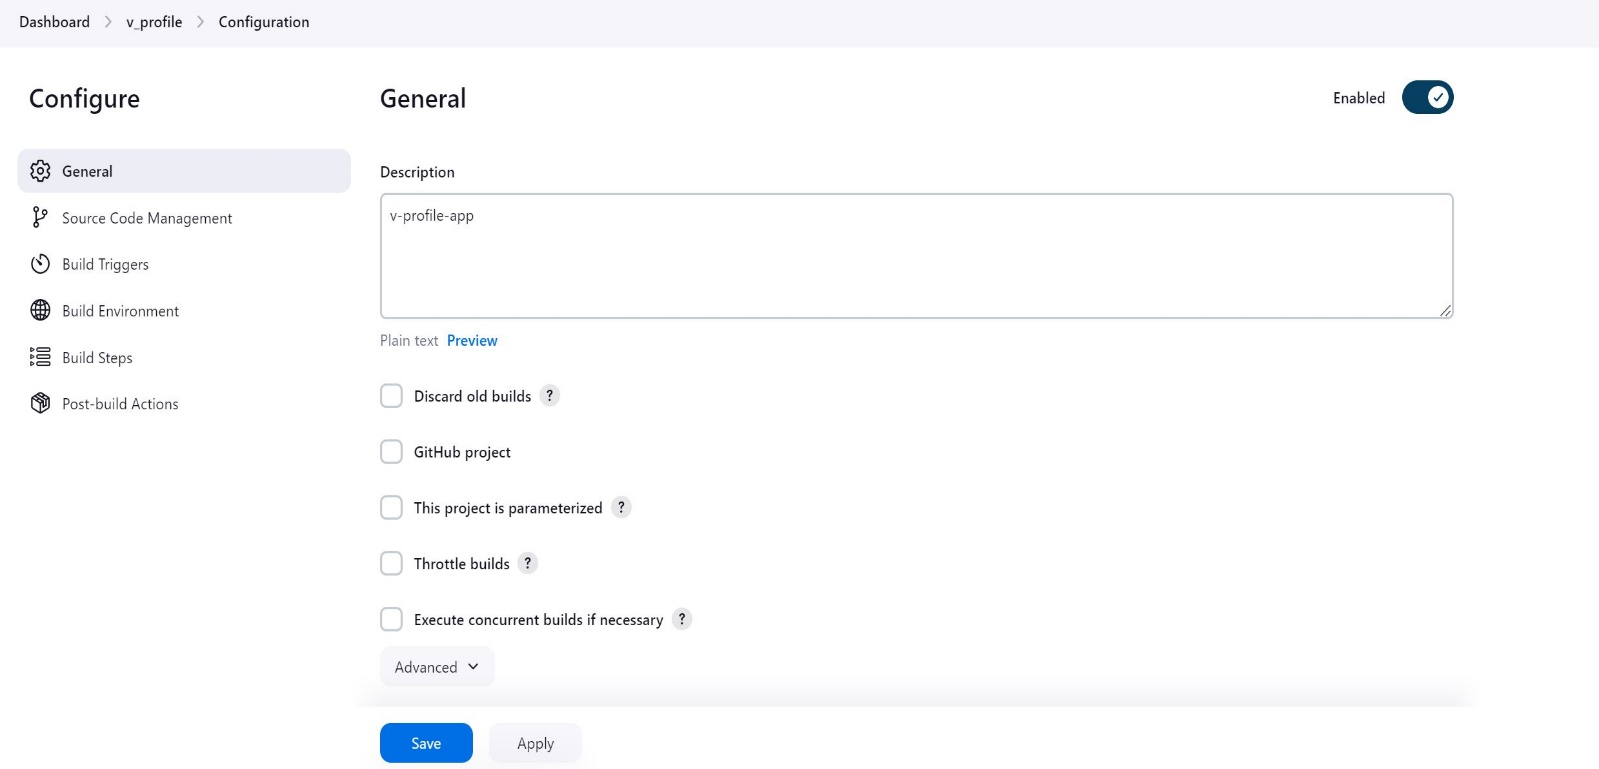 Dashboard > v_profile > Configuration
Configure
General
Source Code Management
Build Triggers
Build Environment
Build Steps
Post-build Actions
General
Enabled
Description
v-profile-app
Plain text Preview
Discard old builds ?
GitHub project
This project is parameterized ?
Throttle builds ?
Execute concurrent builds if necessary ?
Advanced
Save
Apply